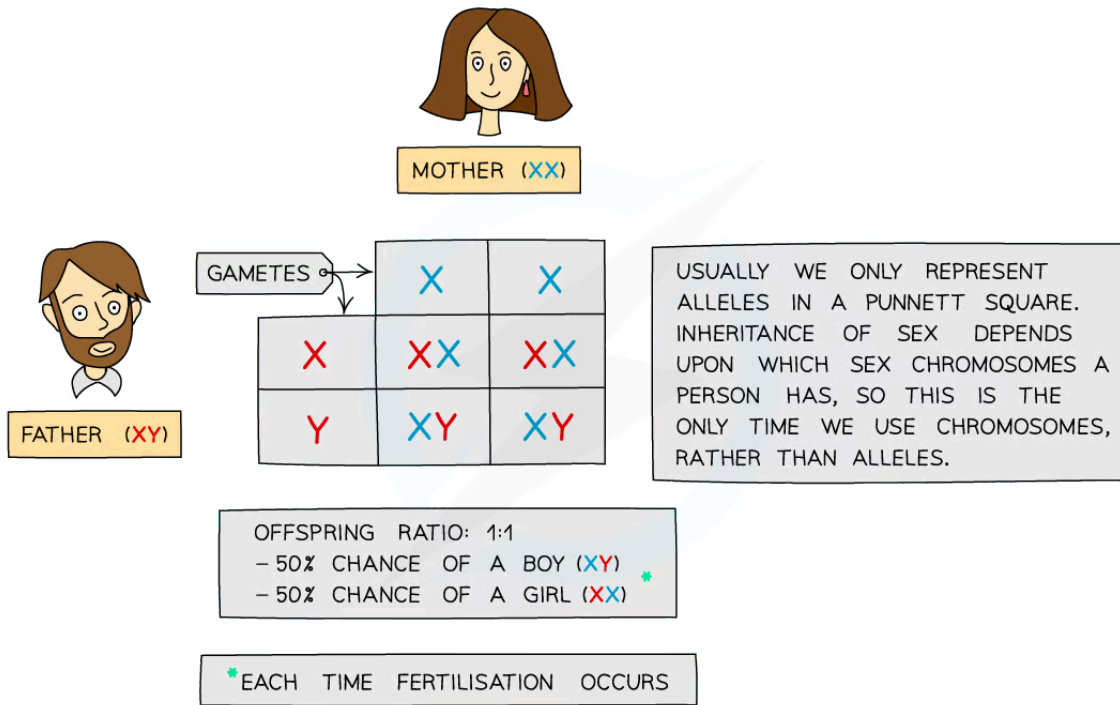 MOTHER (XX)
GAMETES
X X
X XX XX
Y XY XY
FATHER (XY)
USUALLY WE ONLY REPRESENT
ALLELES IN A PUNNETT SQUARE.
INHERITANCE OF SEX DEPENDS
UPON WHICH SEX CHROMOSOMES A
PERSON HAS, SO THIS IS THE
ONLY TIME WE USE CHROMOSOMES,
RATHER THAN ALLELES.
OFFSPRING RATIO: 1:1
– 50% CHANCE OF A BOY (XY)
– 50% CHANCE OF A GIRL (XX) *
*EACH TIME FERTILISATION OCCURS